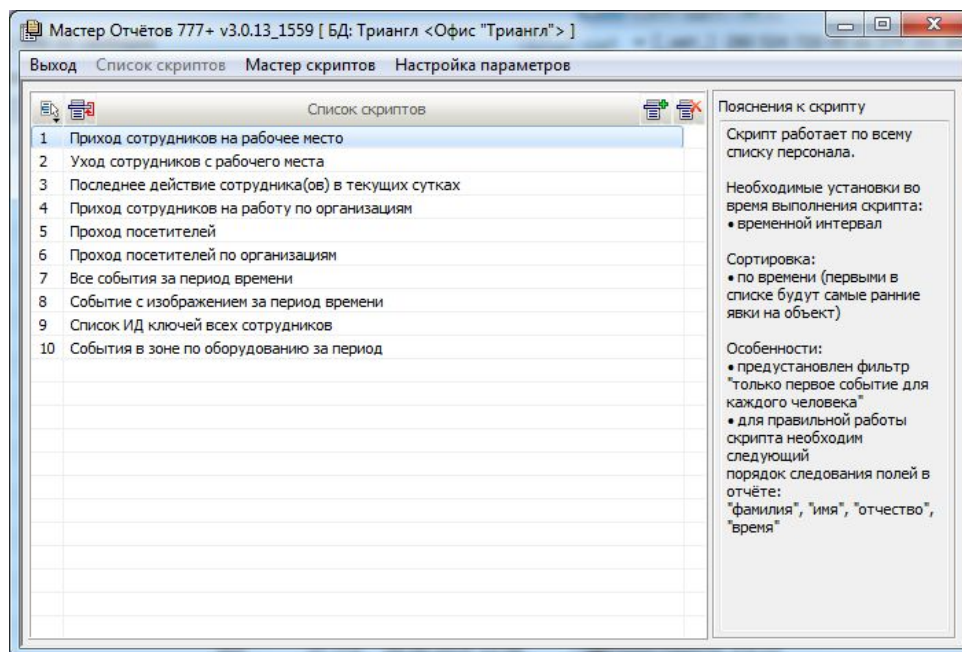 Мастер Отчётов 777+ v3.0.13_1559 [ БД: Триангл <Офис "Триангл"> ]
Выход Список скриптов Мастер скриптов Настройка параметров
Список скриптов
1 Приход сотрудников на рабочее место
2 Уход сотрудников с рабочего места
3 Последнее действие сотрудника(ов) в текущих сутках
4 Приход сотрудников на работу по организациям
5 Проход посетителей
6 Проход посетителей по организациям
7 Все события за период времени
8 Событие с изображением за период времени
9 Список ИД ключей всех сотрудников
10 События в зоне по оборудованию за период
Пояснения к скрипту
Скрипт работает по всему
списку персонала.
Необходимые установки во
время выполнения скрипта:
• временной интервал
Сортировка:
• по времени (первыми в
списке будут самые ранние
явки на объект)
Особенности:
• предустановлен фильтр
"только первое событие для
каждого человека"
• для правильной работы
скрипта необходим
следующий
порядок следования полей в
отчёте:
"фамилия", "имя", "отчество",
"время"